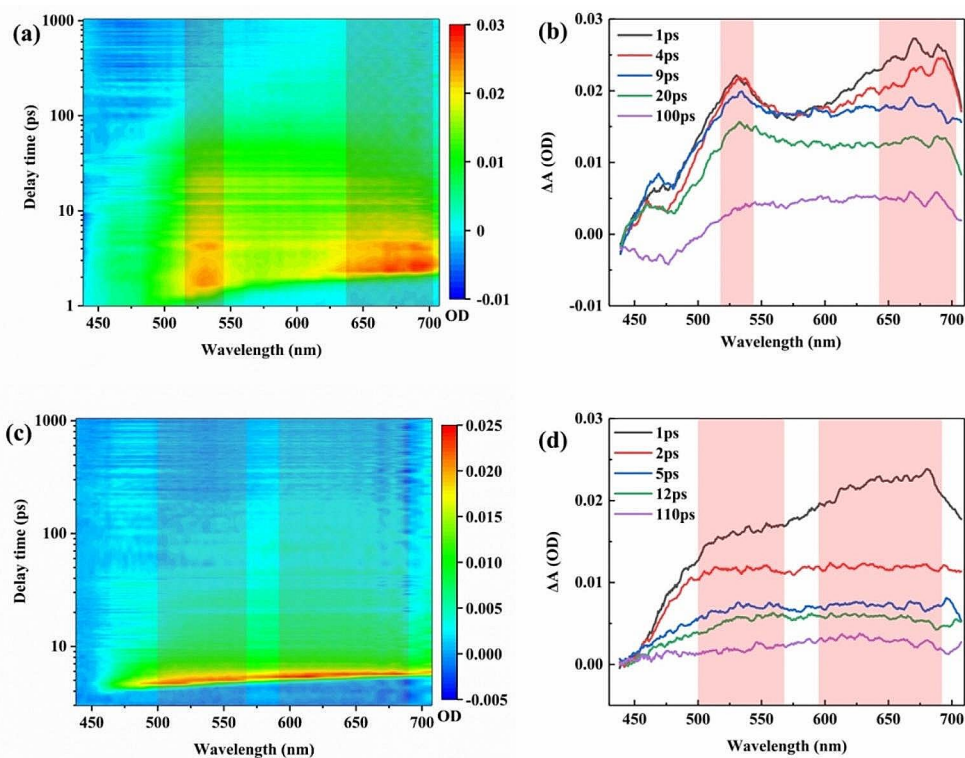 (a)
1000
100
10
1
Delay time (ps)
450 500 550 600 650 700
Wavelength (nm)
0.03
0.02
0.01
0
-0.01
OD
(b)
1ps
4ps
9ps
20ps
100ps
0.03
0.02
0.01
0.00
-0.01
ΔA (OD)
450 500 550 600 650 700
Wavelength (nm)
(c)
1000
100
10
Delay time (ps)
450 500 550 600 650 700
Wavelength (nm)
0.025
0.020
0.015
0.010
0.005
0.000
-0.005
OD
(d)
1ps
2ps
5ps
12ps
110ps
0.03
0.02
0.01
0.00
ΔA (OD)
450 500 550 600 650 700
Wavelength (nm)